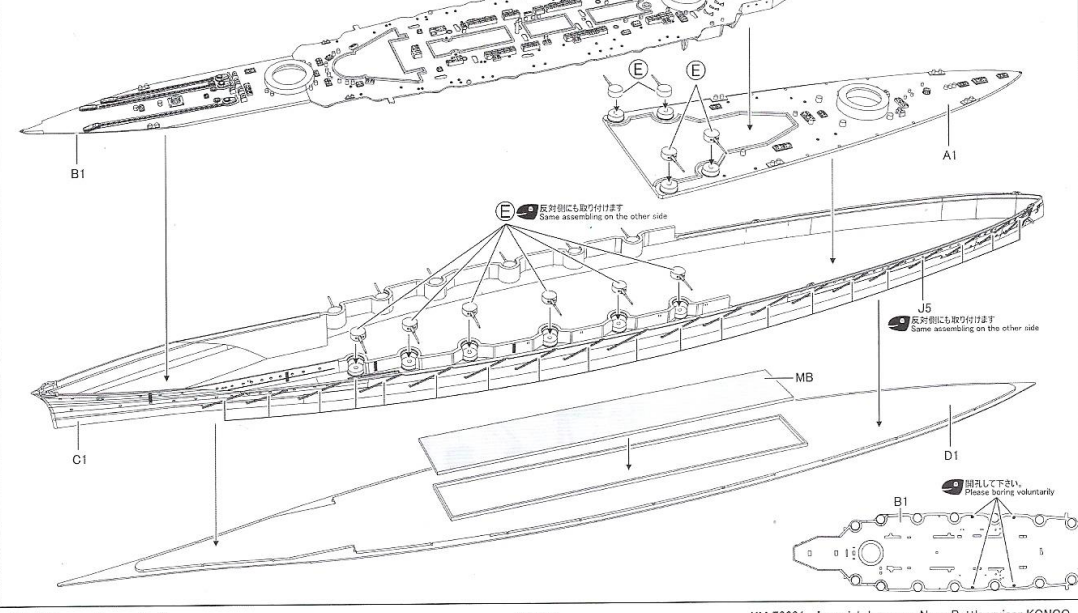 E
E
A1
B1
E
反対側にも取り付けます
Same assembling on the other side
J5
反対側にも取り付けます
Same assembling on the other side
MB
C1
D1
開孔して下さい。
Please boring voluntarily
B1